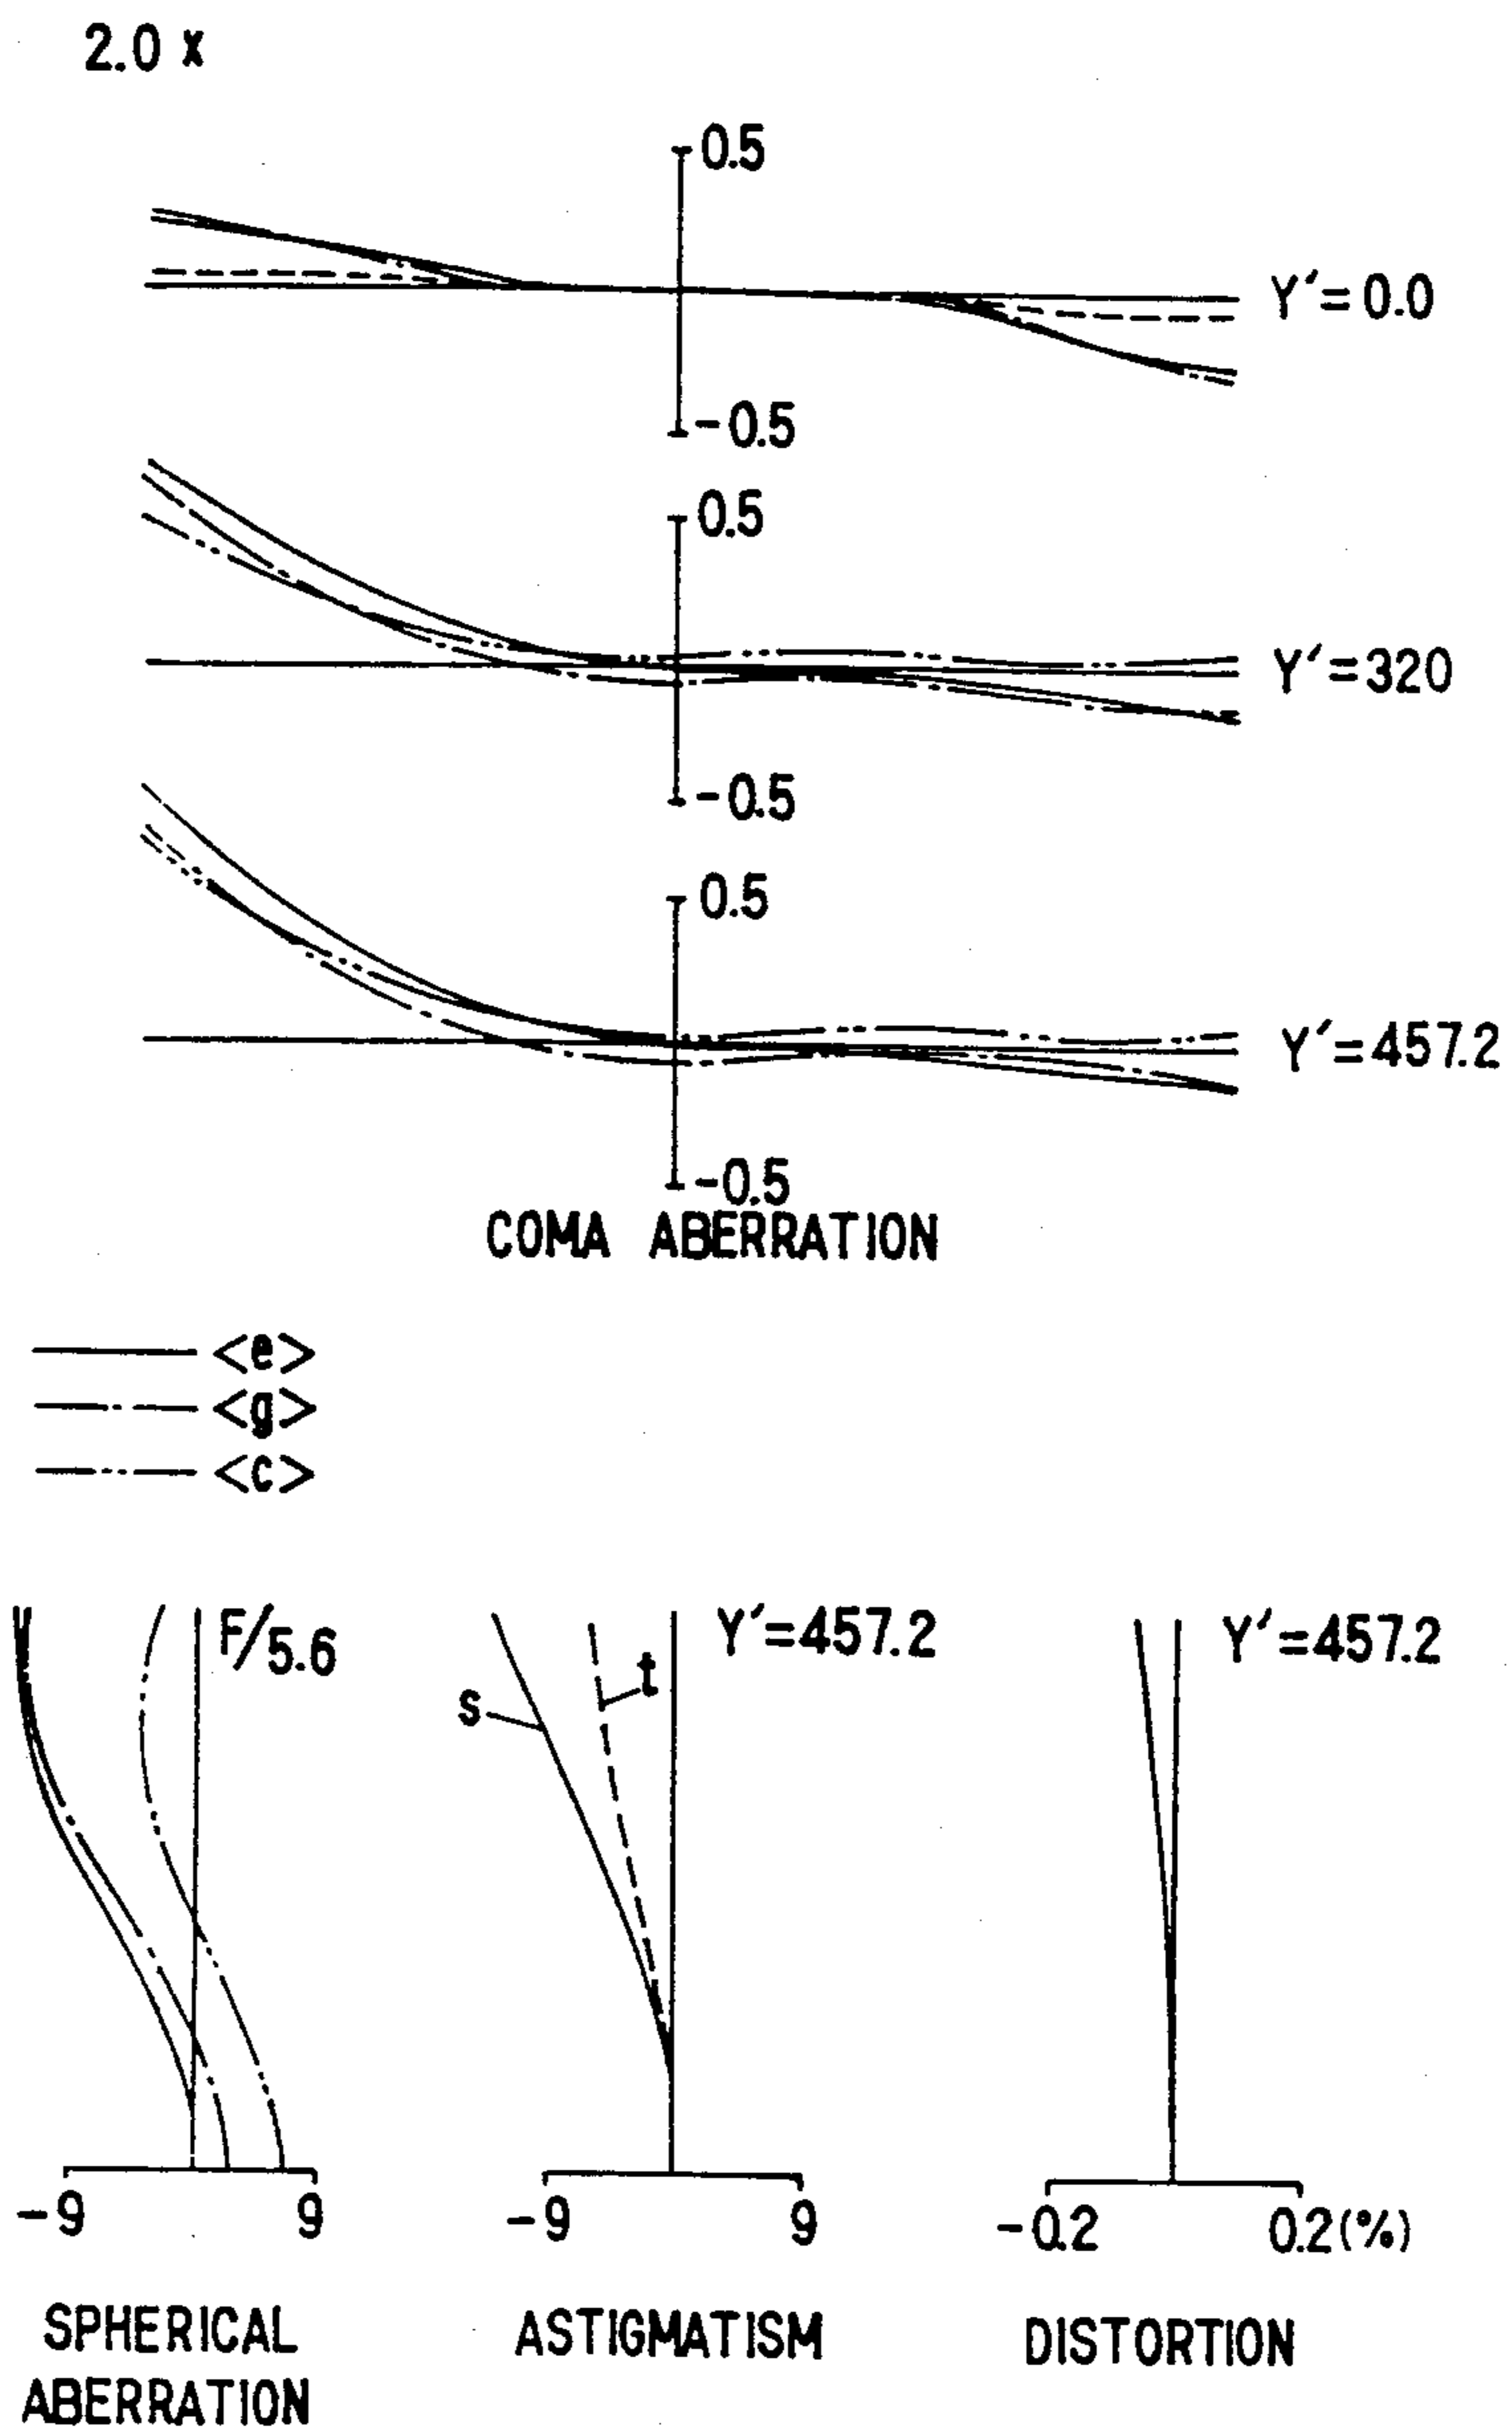 2.0 x
0.5
Y′= 0.0
-0.5
0.5
Y′=320
-0.5
0.5
Y′=457.2
-0.5
COMA ABERRATION
<e>
<g>
<c>
F/5.6
Y′=457.2
Y′=457.2
t
s
-9
9
-9
9
-0.2
0.2(%)
SPHERICAL
ABERRATION
ASTIGMATISM
DISTORTION